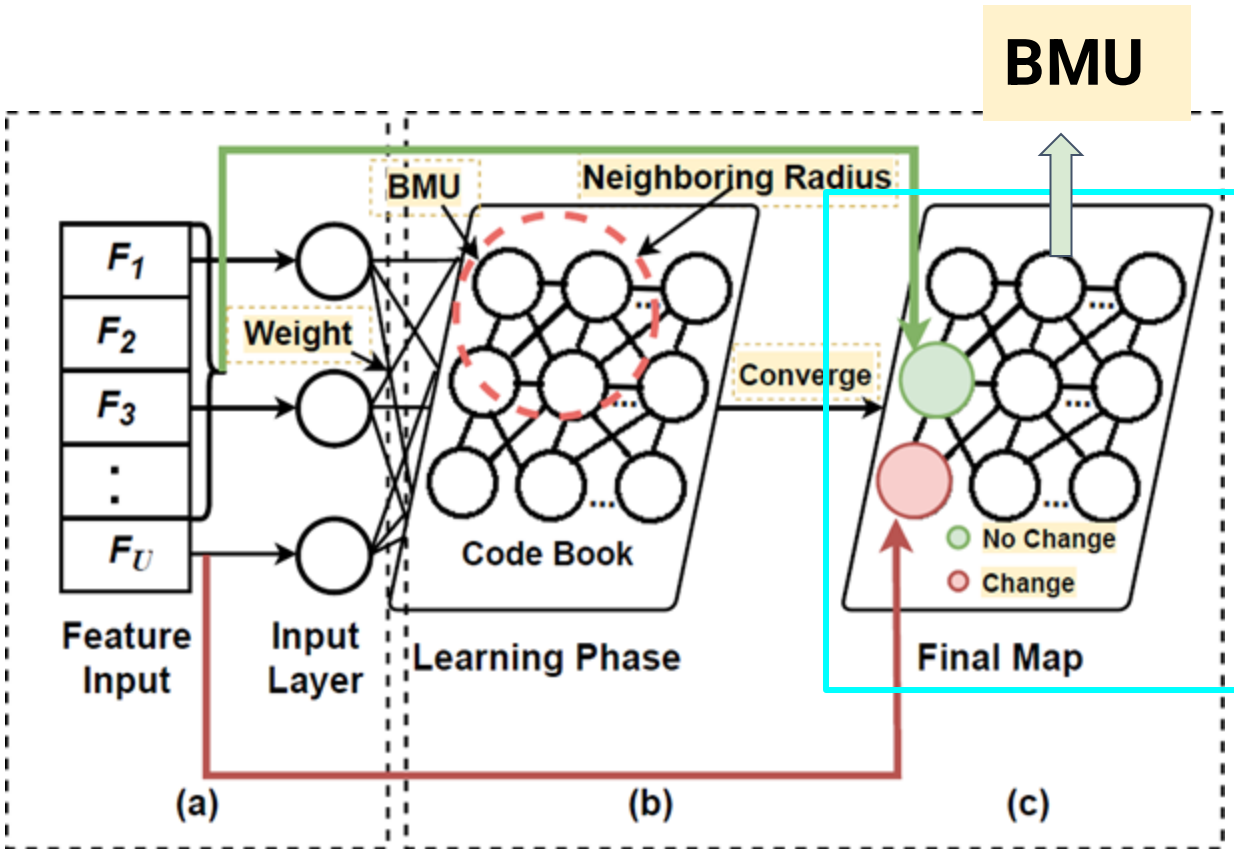 BMU
BMU
Neighboring Radius
F1
F2
F3
:
FU
Weight
...
...
...
Converge
...
...
...
Code Book
No Change
Change
Feature
Input
Input
Layer
Learning Phase
Final Map
(a)
(b)
(c)